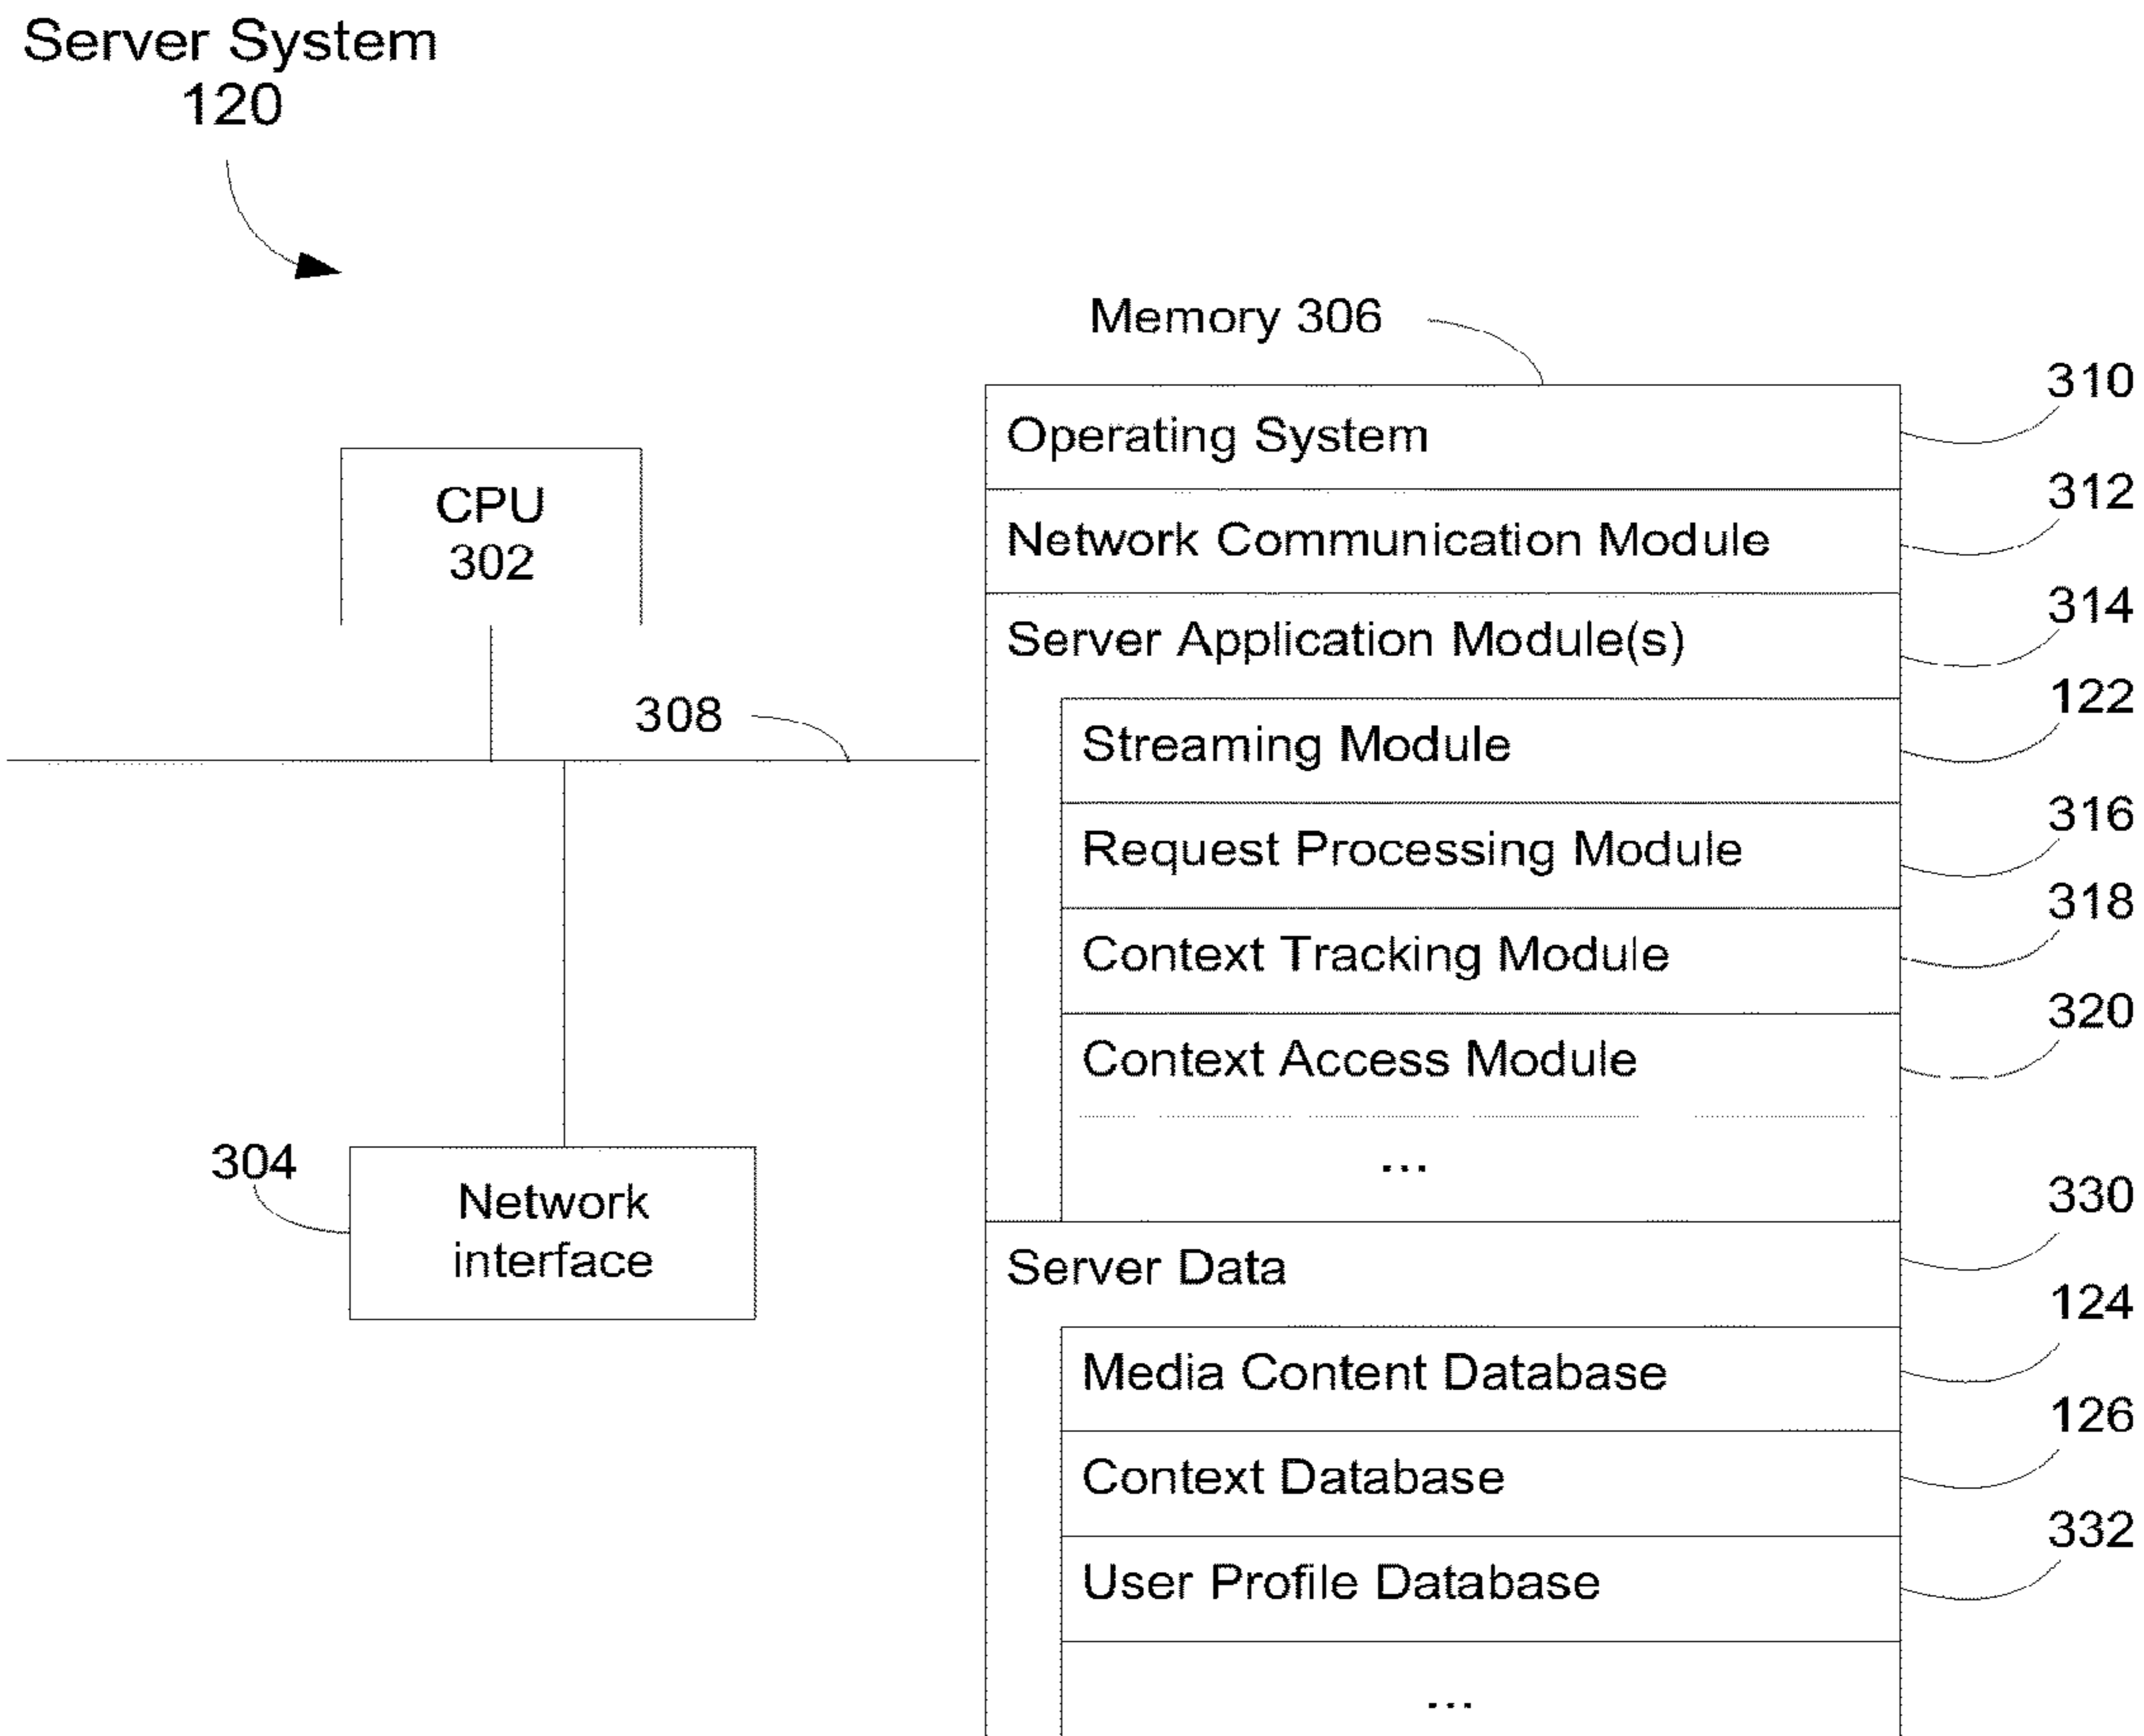 Server System
120
Memory 306
310
Operating System
CPU
302
312
Network Communication Module
314
Server Application Module(s)
308
122
Streaming Module
316
Request Processing Module
318
Context Tracking Module
320
Context Access Module
...
304
Network
interface
330
Server Data
124
Media Content Database
126
Context Database
332
User Profile Database
...